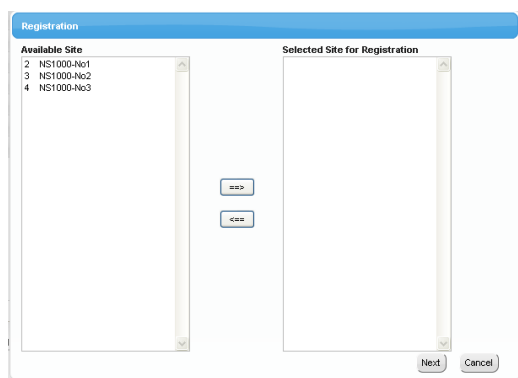 Registration
Available Site
Selected Site for Registration
2 NS1000-No1
3 NS1000-No2
4 NS1000-No3
==>
<==
Next
Cancel